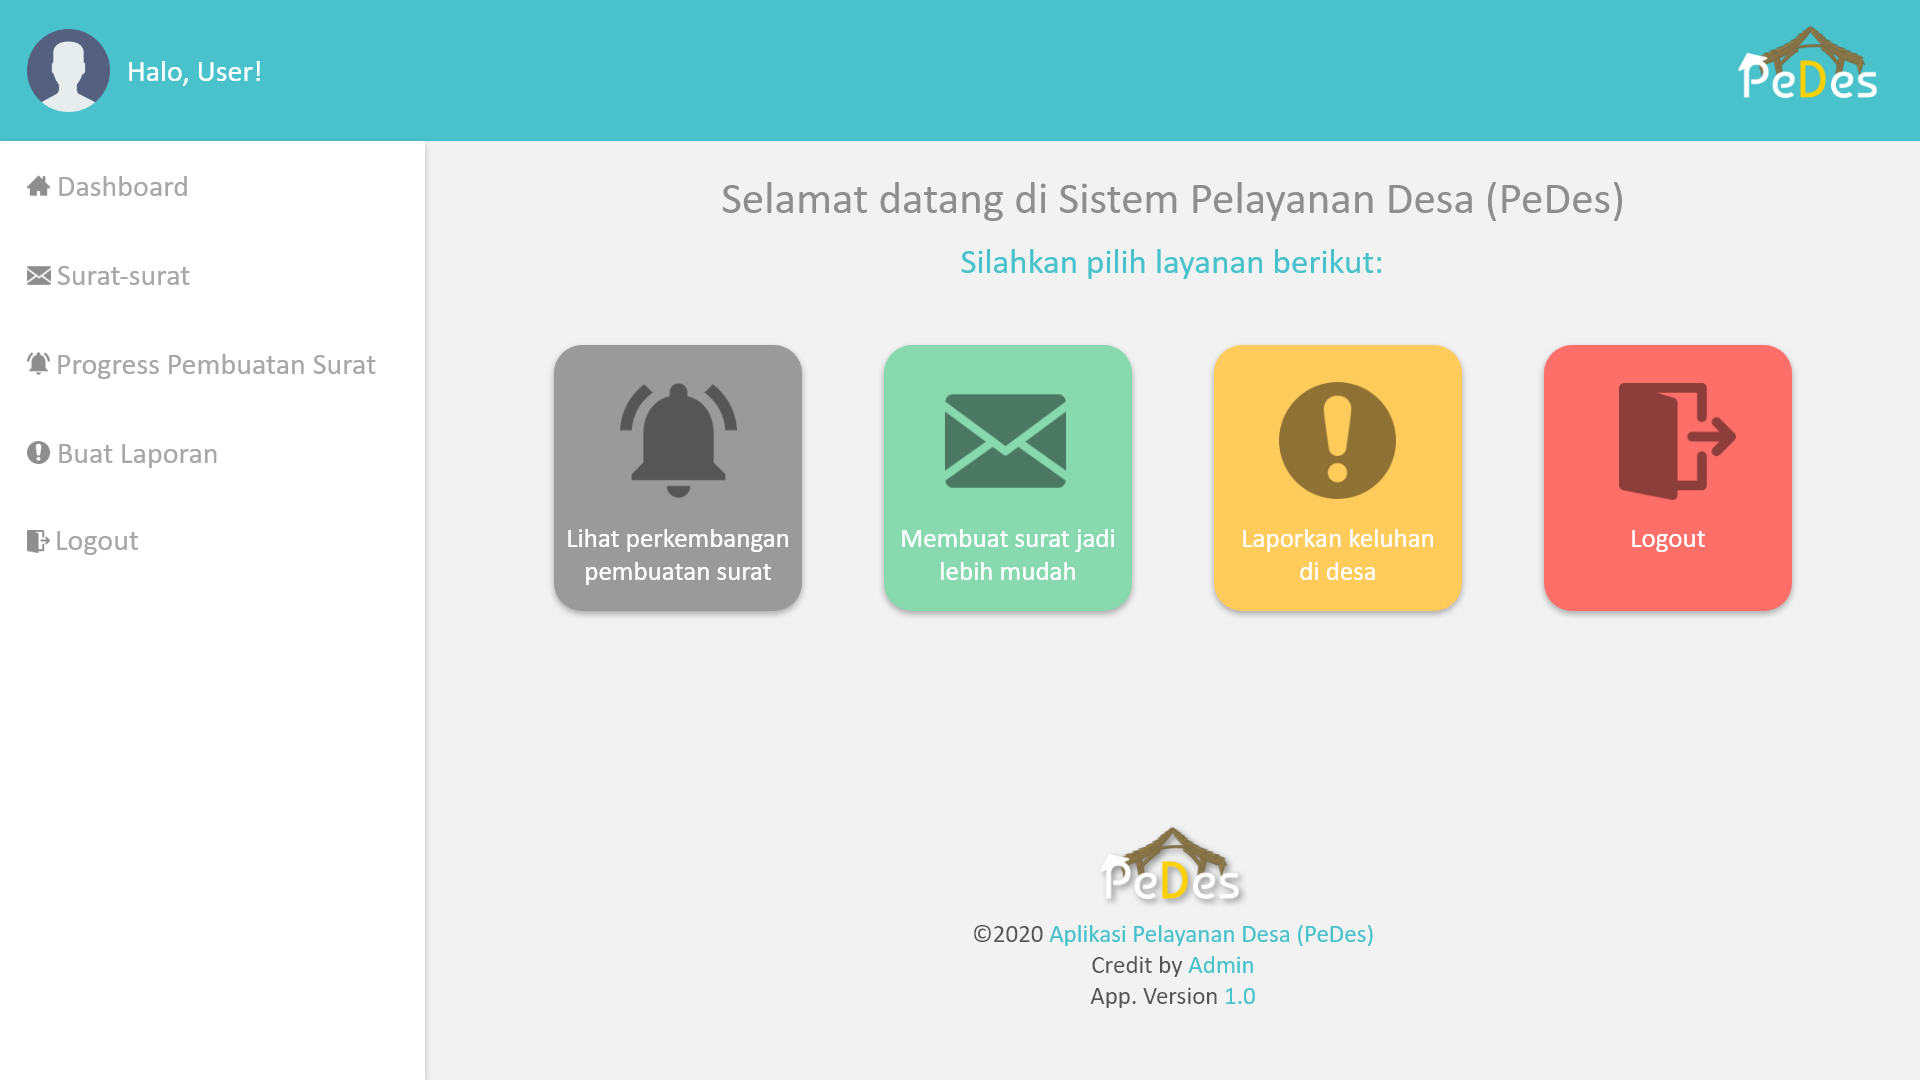 Halo, User!
PeDes
Dashboard
Surat-surat
Progress Pembuatan Surat
Buat Laporan
Logout
Selamat datang di Sistem Pelayanan Desa (PeDes)
Silahkan pilih layanan berikut:
Lihat perkembangan
pembuatan surat
Membuat surat jadi
lebih mudah
Laporkan keluhan
di desa
Logout
PeDes
©2020 Aplikasi Pelayanan Desa (PeDes)
Credit by Admin
App. Version 1.0